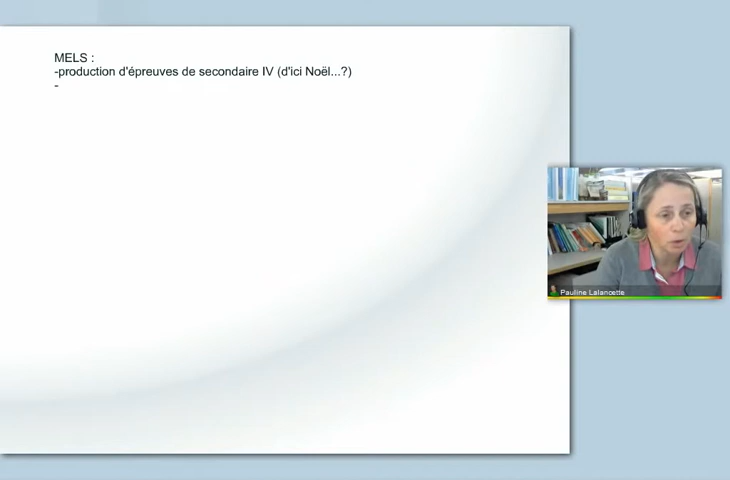 MELS :
-production d'épreuves de secondaire IV (d'ici Noël...?)
-
Pauline Lalancette